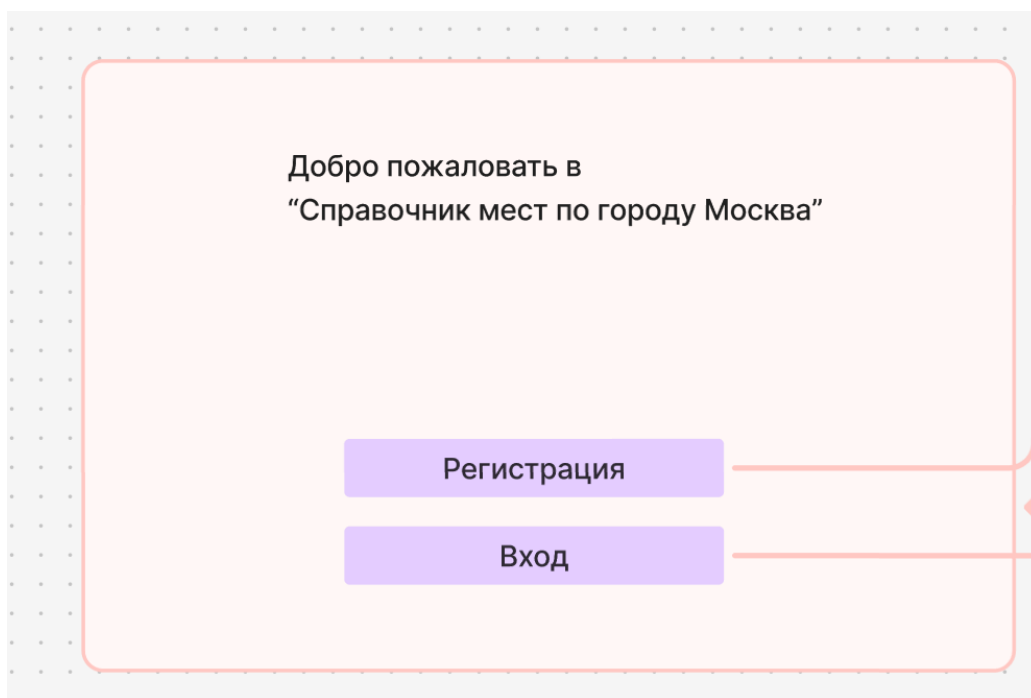 Добро пожаловать в
“Справочник мест по городу Москва”
Регистрация
Вход